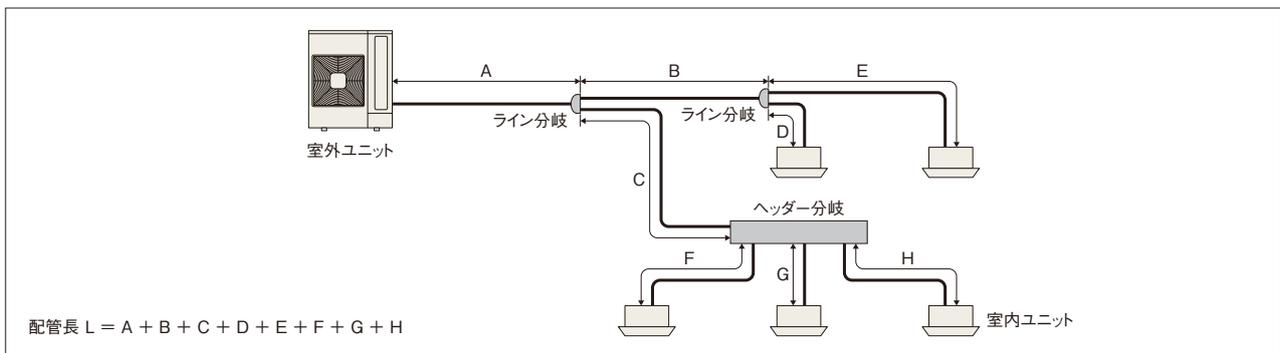 A
B
E
ライン分岐
ライン分岐
D
室外ユニット
C
ヘッダー分岐
F
G
H
室内ユニット
配管長 L = A + B + C + D + E + F + G + H